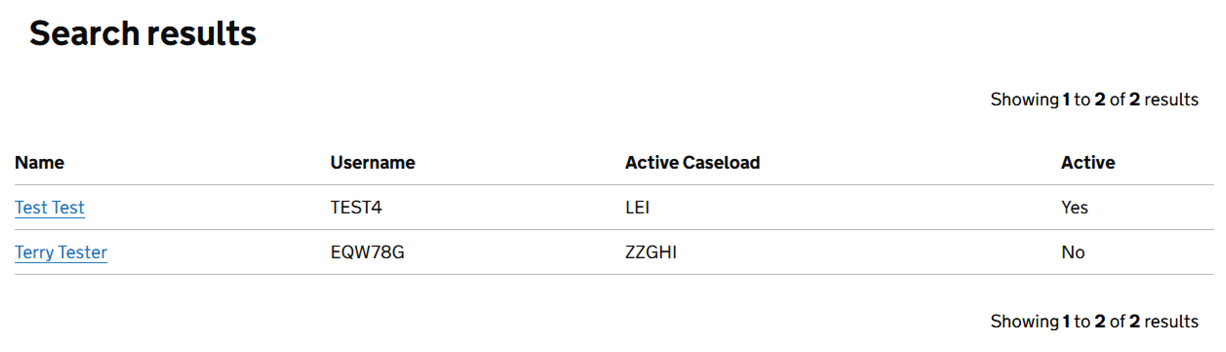 Search results
Showing 1 to 2 of 2 results
Name Username Active Caseload Active
Test Test TEST4 LEI Yes
Terry Tester EQW78G ZZGHI No
Showing 1 to 2 of 2 results